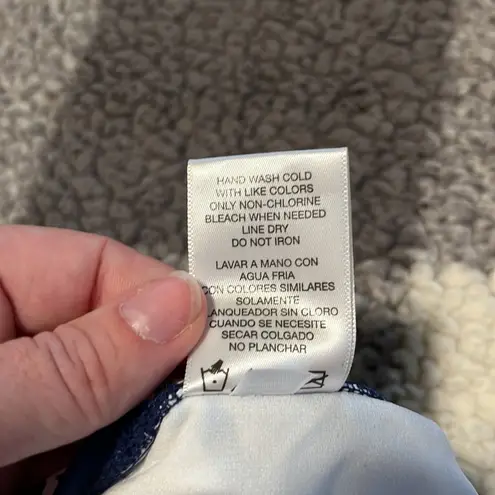 HAND WASH COLD
WITH LIKE COLORS
ONLY NON-CHLORINE
BLEACH WHEN NEEDED
LINE DRY
DO NOT IRON
LAVAR A MANO CON
AGUA FRIA
CON COLORES SIMILARES
SOLAMENTE
BLANQUEADOR SIN CLORO
CUANDO SE NECESITE
SECAR COLGADO
NO PLANCHAR